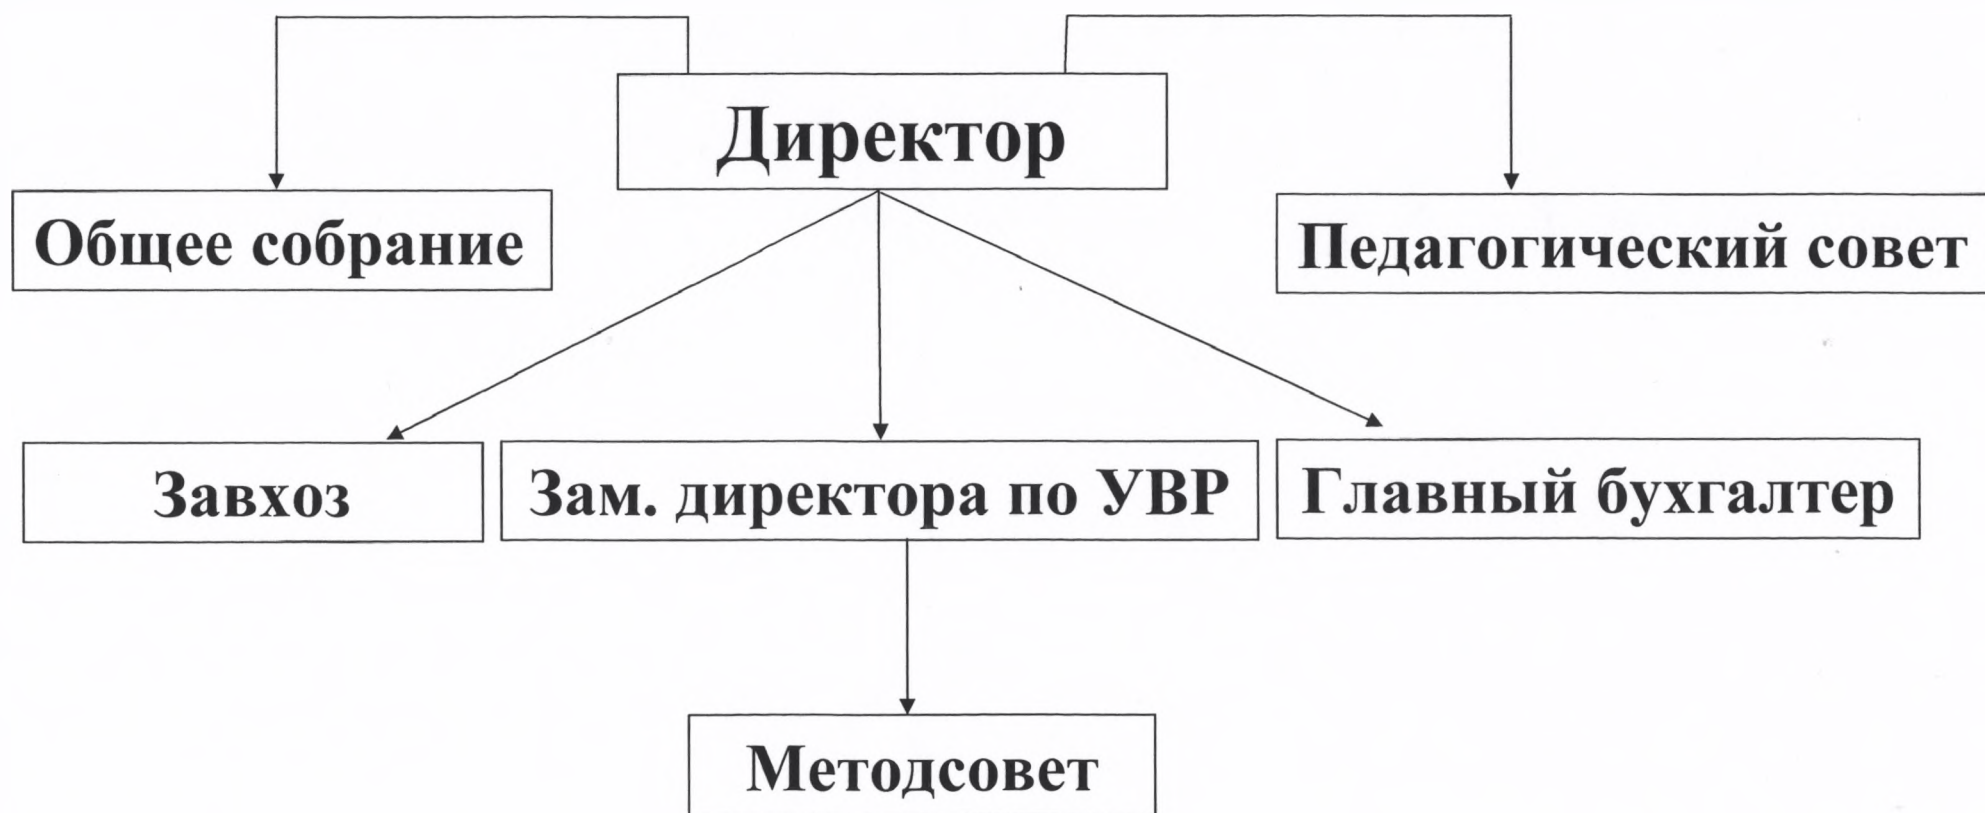 Директор
Общее собрание
Педагогический совет
Завхоз
Зам. директора по УВР
Главный бухгалтер
Методсовет